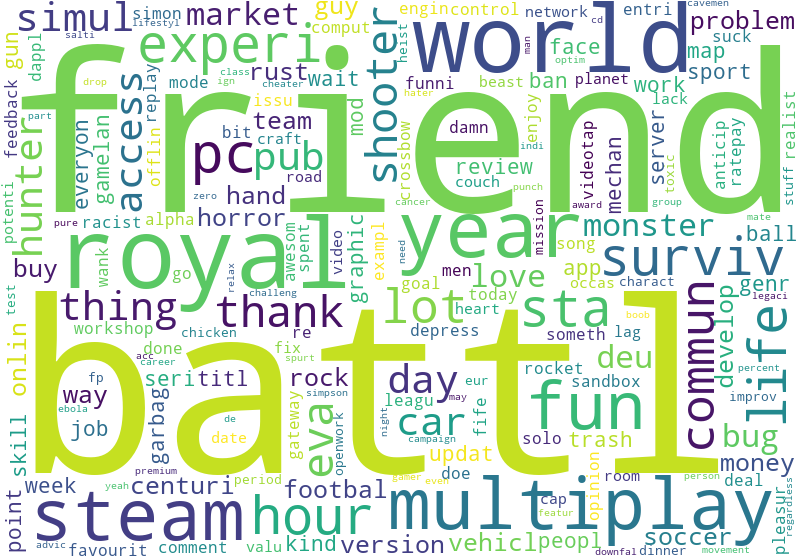 simul
simon
lifestyl
cavemen
salti
market
guy
engin
control
network
cd
entri
problem
comput
world
man
gun
dappl
experi
rust
wait
shooter
face
suck
map
sport
feedback
drop
class
ign
hater
optim
friend
access
replay
mode
issu
cheater
mod
funni
beast
ban
planet
work
lack
part
everyon
offlin
gamelan
bit
team
craft
crossbow
damn
enjoy
indi
videotap
mechan
server
toxic
anticip
ratepay
stuff
realist
hunter
pc
pub
road
review
couch
punch
potenti
hand
zero
cancer
award
group
mate
pure
racist
alpha
horror
year
monster
ball
royal
wank
awesom
spent
video
graphic
exampl
song
mission
surviv
buy
go
relax
need
men
love
app
genr
test
challeng
goal
today
occas
charact
legaci
thing
thank
lot
heart
sta
develop
life
workshop
chicken
re
depress
someth
lag
boob
commun
onlin
done
fix
spurt
deu
percent
battl
fp
acc
career
seri
titl
rock
simpson
may
day
eur
rocket
sandbox
improv
way
garbag
ebola
gateway
openwork
night
leagu
fife
fun
skill
job
de
date
eva
campaign
car
solo
trash
bug
premium
updat
opinion
week
yeah
period
centuri
footbal
gamer
even
doe
cap
room
person
money
deal
point
steam
hour
multiplay
featur
soccer
pleasur
regardless
advic
favourit
comment
valu
kind
version
vehicl
peopl
downfal
dinner
movement